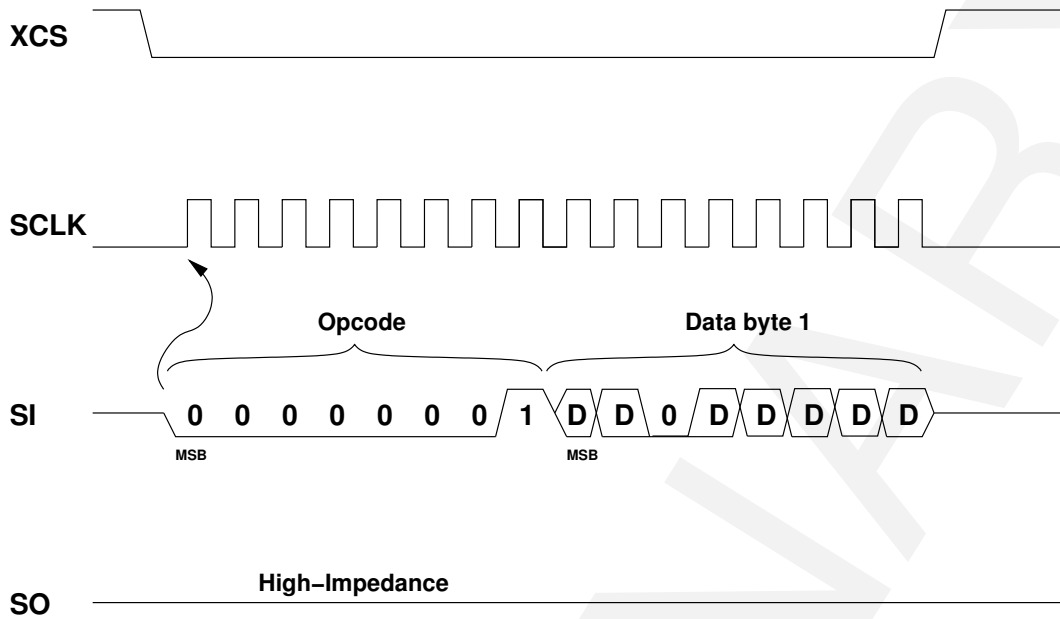 XCS
SCLK
Opcode
Data byte 1
SI
0 0 0 0 0 0 0 1 D D 0 D D D D D
MSB
MSB
High−Impedance
SO